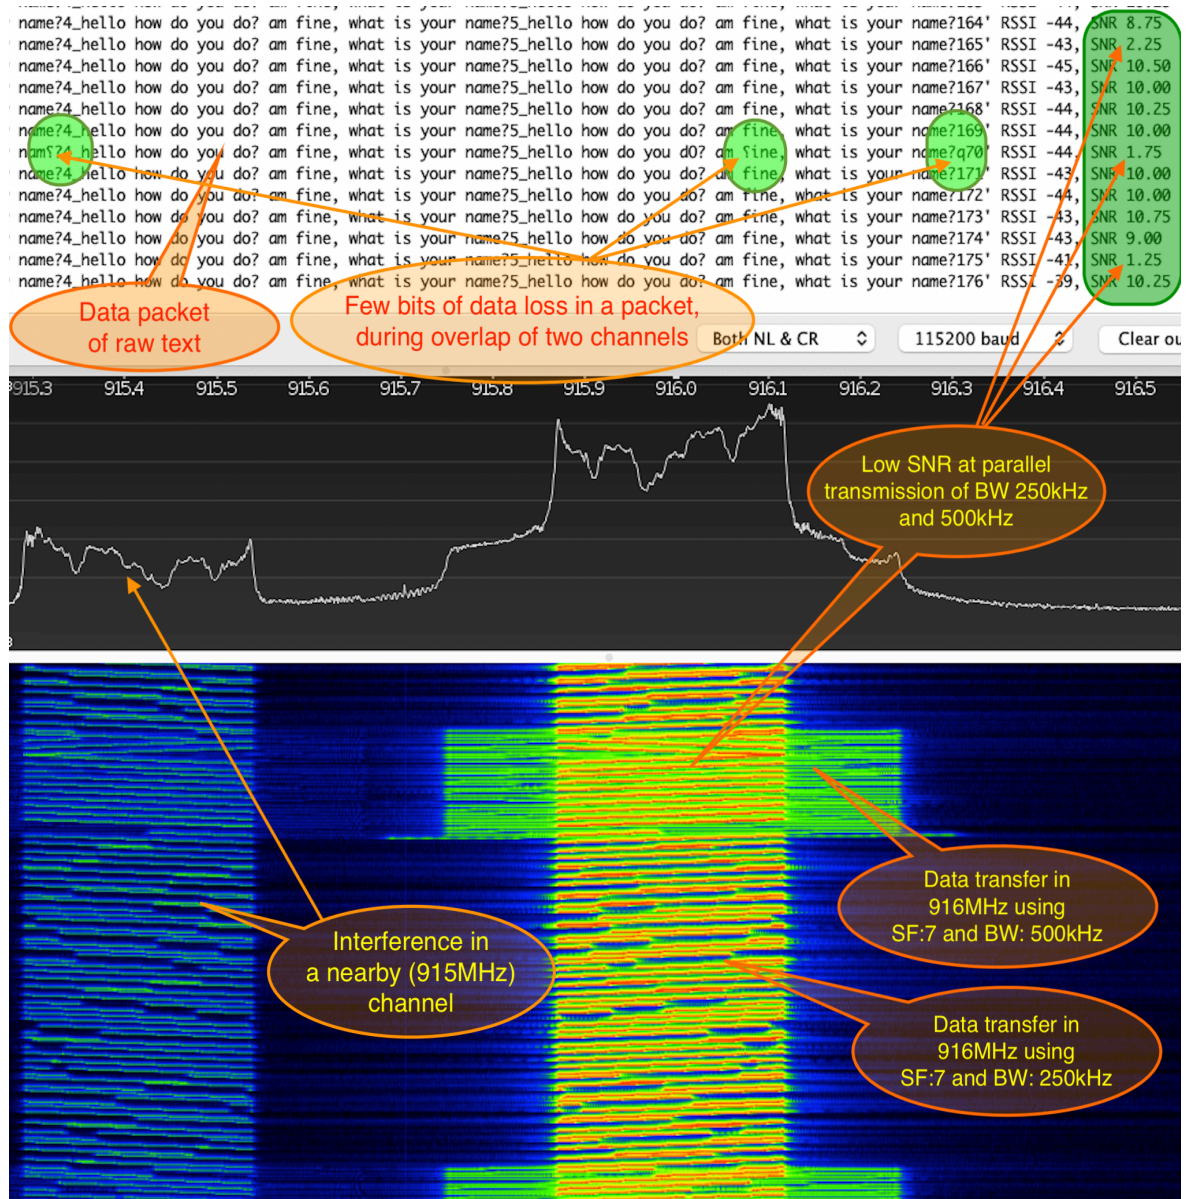 name?4_hello how do you do? am fine, what is your name?5_hello how do you do? am fine, what is your name?164' RSSI -44, SNR 8.75
name?4_hello how do you do? am fine, what is your name?5_hello how do you do? am fine, what is your name?165' RSSI -43, SNR 2.25
name?4_hello how do you do? am fine, what is your name?5_hello how do you do? am fine, what is your name?166' RSSI -45, SNR 10.50
name?4_hello how do you do? am fine, what is your name?5_hello how do you do? am fine, what is your name?167' RSSI -43, SNR 10.00
name?4_hello how do you do? am fine, what is your name?5_hello how do you do? am fine, what is your name?168' RSSI -44, SNR 10.25
name?4_hello how do you do? am fine, what is your name?5_hello how do you do? am fine, what is your name?169 RSSI -44, SNR 10.00
nam⸮?4_hello how do you do? am fine, what is your name?5_hello how do you dO? am ⸮ine, what is your name?q70' RSSI -44, SNR 1.75
name?4_hello how do you do? am fine, what is your name?5_hello how do you do? am fine, what is your name?171' RSSI -43, SNR 10.00
name?4_hello how do you do? am fine, what is your name?5_hello how do you do? am fine, what is your name?172' RSSI -44, SNR 10.00
name?4_hello how do you do? am fine, what is your name?5_hello how do you do? am fine, what is your name?173' RSSI -43, SNR 10.75
name?4_hello how do you do? am fine, what is your name?5_hello how do you do? am fine, what is your name?174' RSSI -43, SNR 9.00
name?4_hello how do you do? am fine, what is your name?5_hello how do you do? am fine, what is your name?175' RSSI -41, SNR 1.25
name?4_hello how do you do? am fine, what is your name?5_hello how do you do? am fine, what is your name?176' RSSI -39, SNR 10.25
Data packet
of raw text
Few bits of data loss in a packet,
during overlap of two channels
Both NL & CR
115200 baud
Clear ou
915.3 915.4 915.5 915.6 915.7 915.8 915.9 916.0 916.1 916.2 916.3 916.4 916.5
Low SNR at parallel
transmission of BW 250kHz
and 500kHz
Data transfer in
916MHz using
SF:7 and BW: 500kHz
Interference in
a nearby (915MHz)
channel
Data transfer in
916MHz using
SF:7 and BW: 250kHz